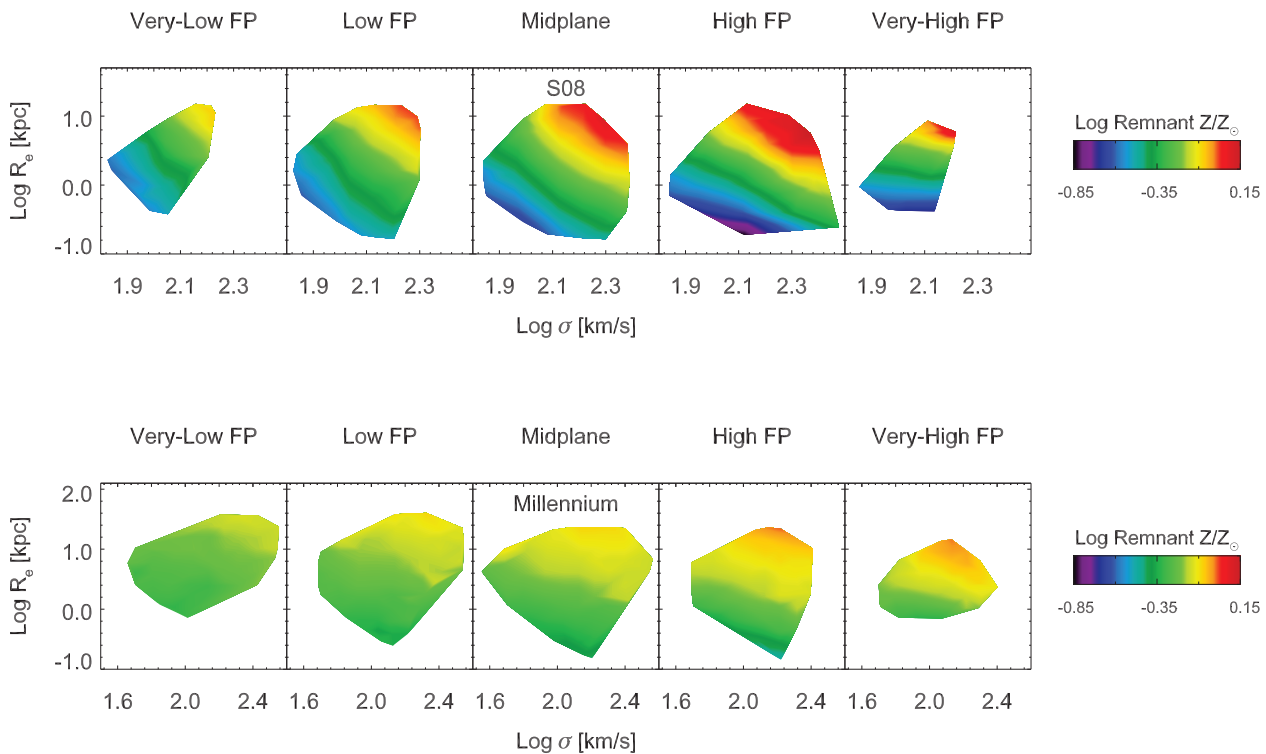 Very-Low FP Low FP Midplane High FP Very-High FP
S08
Log Rₑ [kpc]
1.0
0.0
-1.0
1.9 2.1 2.3 1.9 2.1 2.3 1.9 2.1 2.3 1.9 2.1 2.3 1.9 2.1 2.3
Log σ [km/s]
Log Remnant Z/Z☉
-0.85 -0.35 0.15
Very-Low FP Low FP Midplane High FP Very-High FP
Millennium
Log Rₑ [kpc]
2.0
1.0
0.0
-1.0
1.6 2.0 2.4 1.6 2.0 2.4 1.6 2.0 2.4 1.6 2.0 2.4 1.6 2.0 2.4
Log σ [km/s]
Log Remnant Z/Z☉
-0.85 -0.35 0.15